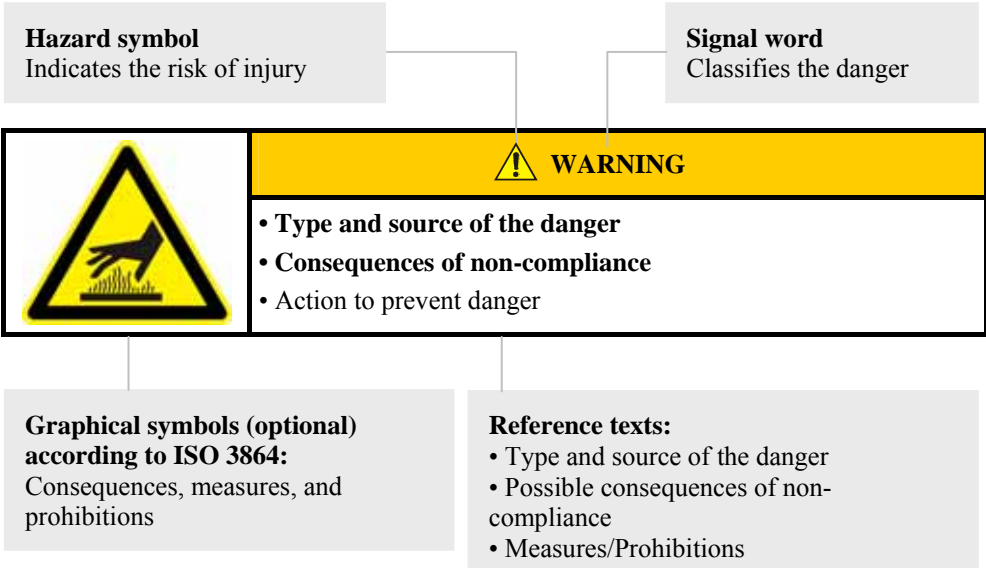 Hazard symbol
Indicates the risk of injury
Signal word
Classifies the danger
WARNING
• Type and source of the danger
• Consequences of non-compliance
• Action to prevent danger
Graphical symbols (optional)
according to ISO 3864:
Consequences, measures, and
prohibitions
Reference texts:
• Type and source of the danger
• Possible consequences of non-
compliance
• Measures/Prohibitions